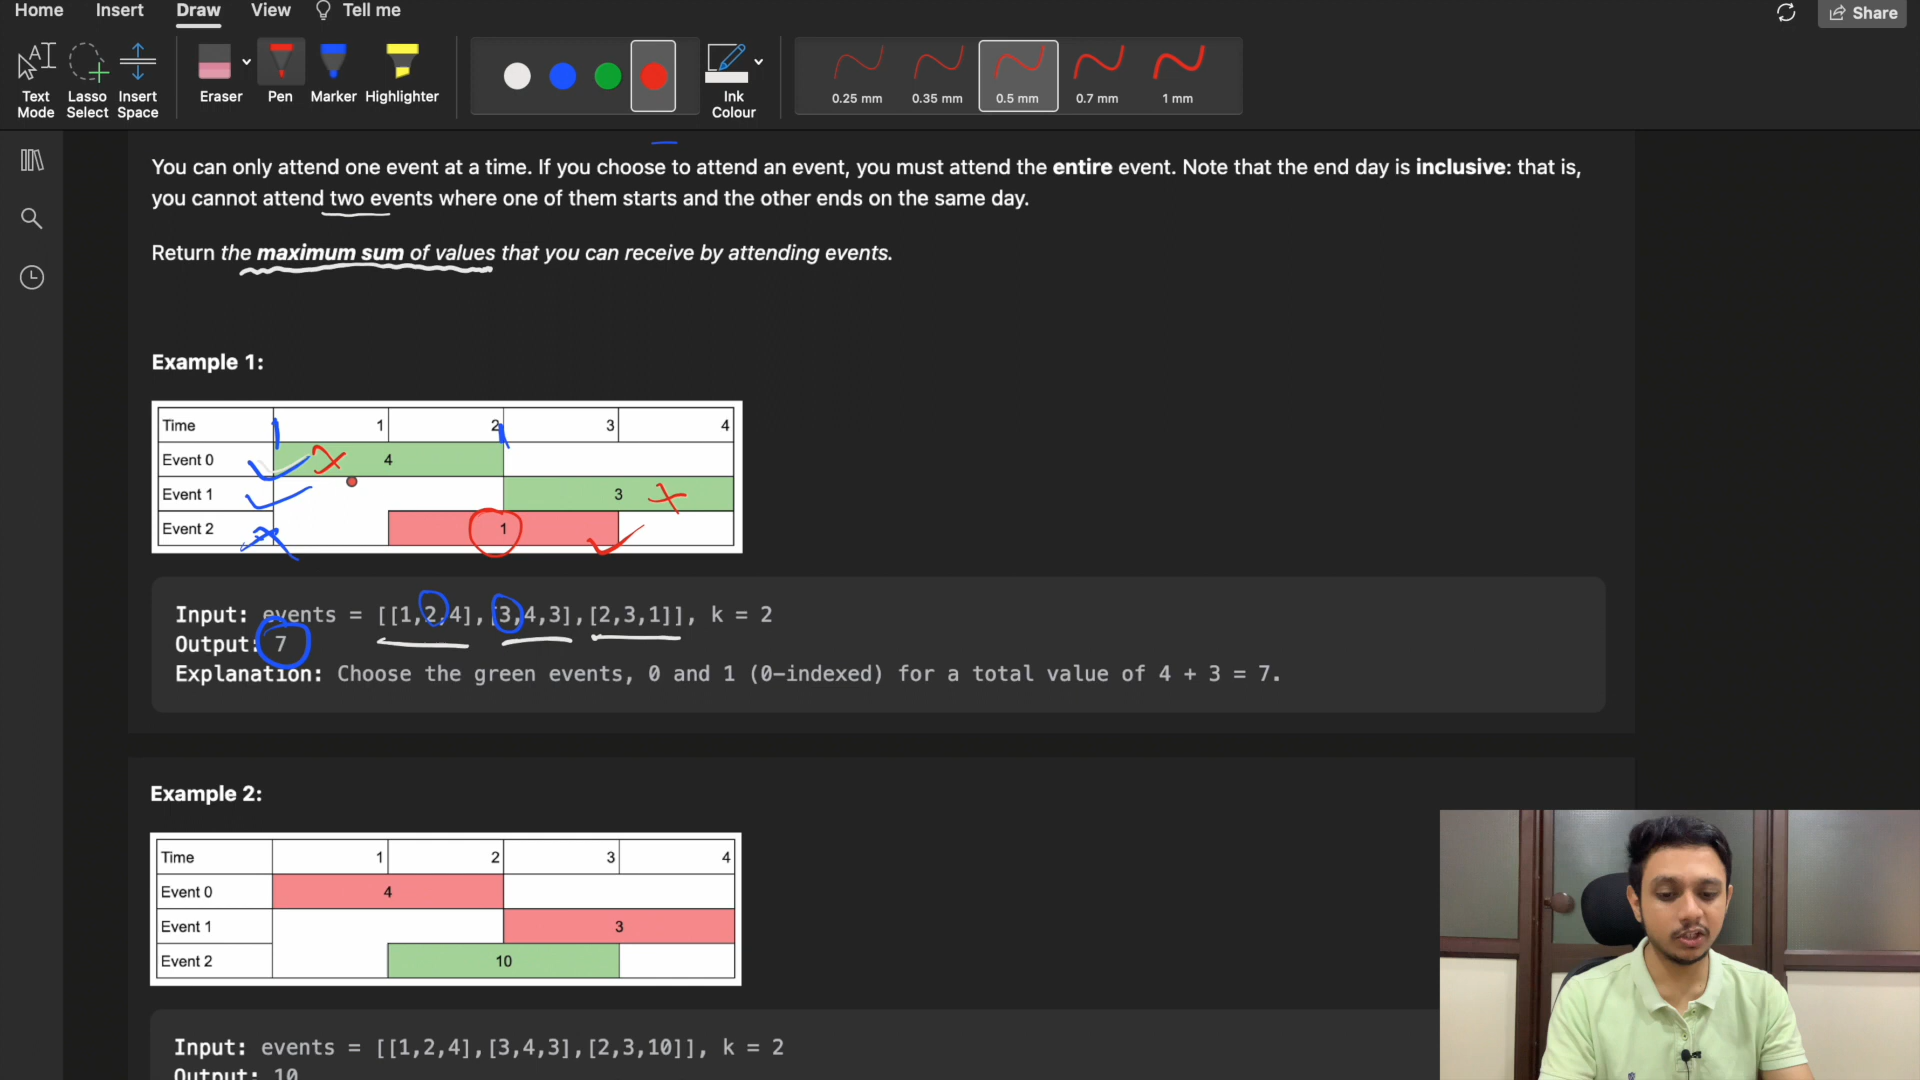 Home Insert Draw View Tell me Share
Text Mode Lasso Select Insert Space Eraser Pen Marker Highlighter Ink Colour 0.25 mm 0.35 mm 0.5 mm 0.7 mm 1 mm
You can only attend one event at a time. If you choose to attend an event, you must attend the entire event. Note that the end day is inclusive: that is,
you cannot attend two events where one of them starts and the other ends on the same day.
Return the maximum sum of values that you can receive by attending events.
Example 1:
Time 1 2 3 4
Event 0 4
Event 1 3
Event 2 1
Input: events = [[1,2,4],[3,4,3],[2,3,1]], k = 2
Output: 7
Explanation: Choose the green events, 0 and 1 (0-indexed) for a total value of 4 + 3 = 7.
Example 2:
Time 1 2 3 4
Event 0 4
Event 1 3
Event 2 10
Input: events = [[1,2,4],[3,4,3],[2,3,10]], k = 2
Output: 10